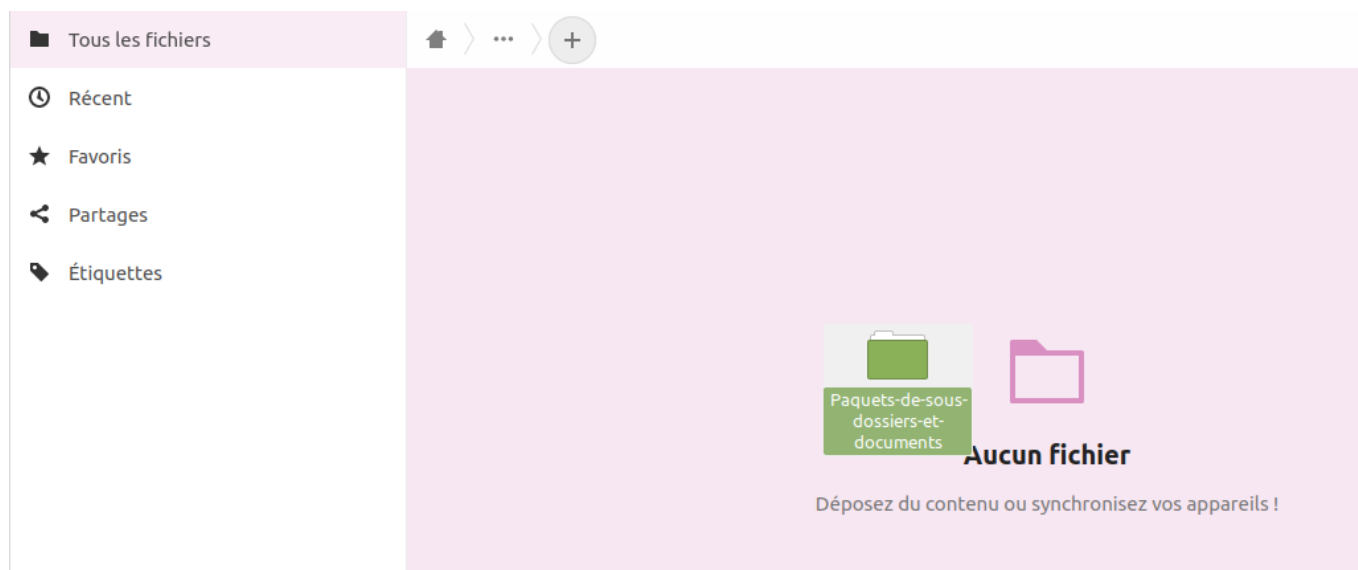 Tous les fichiers
Récent
Favoris
Partages
Étiquettes
Paquets-de-sous-
dossiers-et-
documents
Aucun fichier
Déposez du contenu ou synchronisez vos appareils !